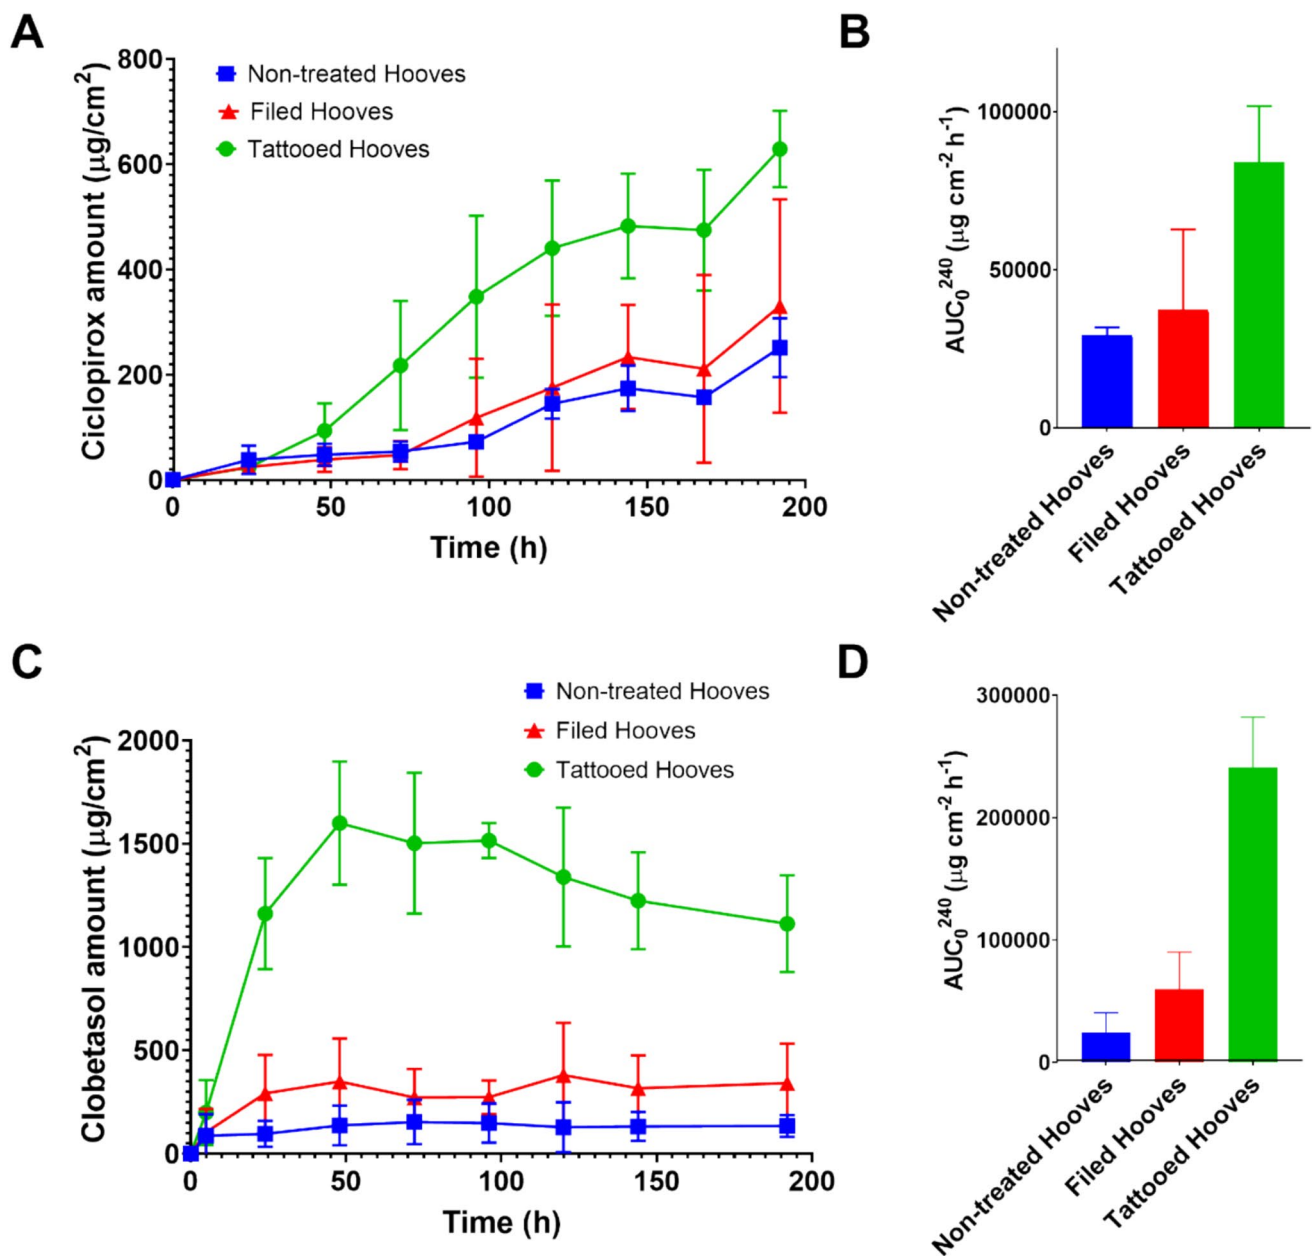 A
Ciclopirox amount (µg/cm²)
800
600
400
200
0
Non-treated Hooves
Filed Hooves
Tattooed Hooves
0 50 100 150 200
Time (h)
B
AUC₀²⁴⁰ (µg cm⁻² h⁻¹)
100000
50000
0
Non-treated Hooves
Filed Hooves
Tattooed Hooves
C
Clobetasol amount (µg/cm²)
Non-treated Hooves
Filed Hooves
Tattooed Hooves
2000
1500
1000
500
0
0 50 100 150 200
Time (h)
D
AUC₀²⁴⁰ (µg cm⁻² h⁻¹)
300000
200000
100000
0
Non-treated Hooves
Filed Hooves
Tattooed Hooves